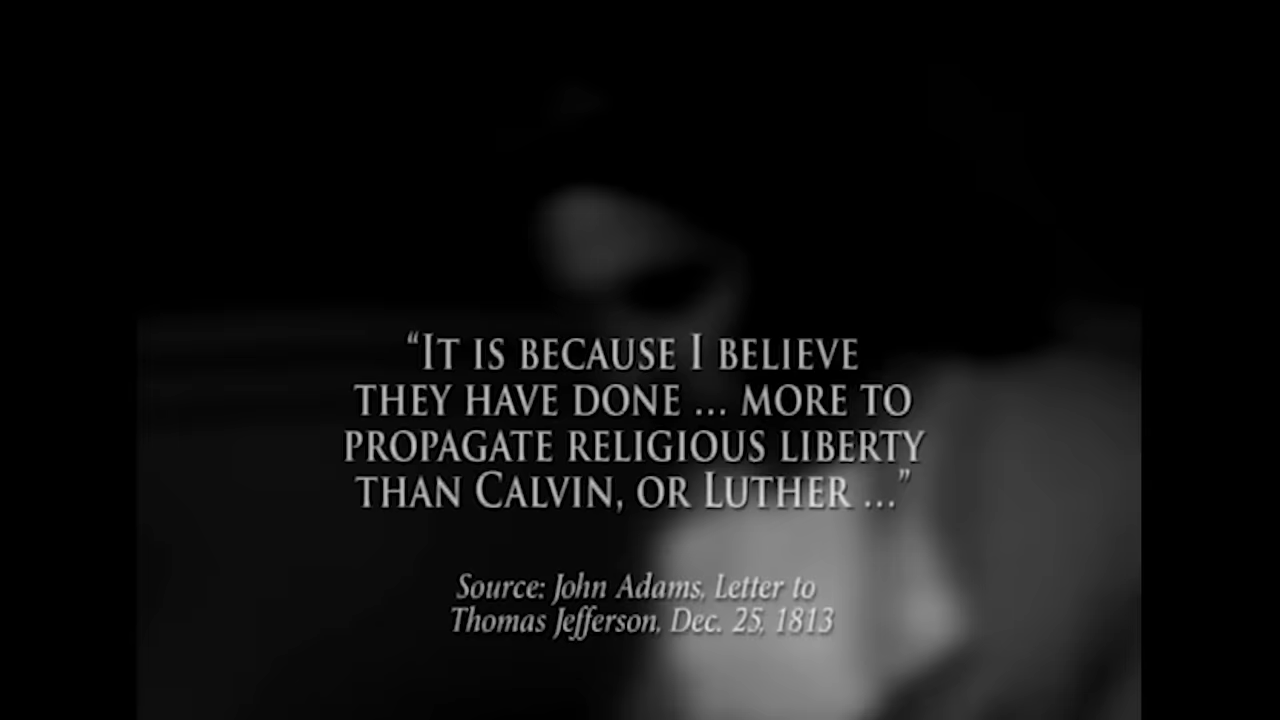 “It is because I believe
they have done ... more to
propagate religious liberty
than Calvin, or Luther ...”
Source: John Adams, Letter to
Thomas Jefferson, Dec. 25, 1813